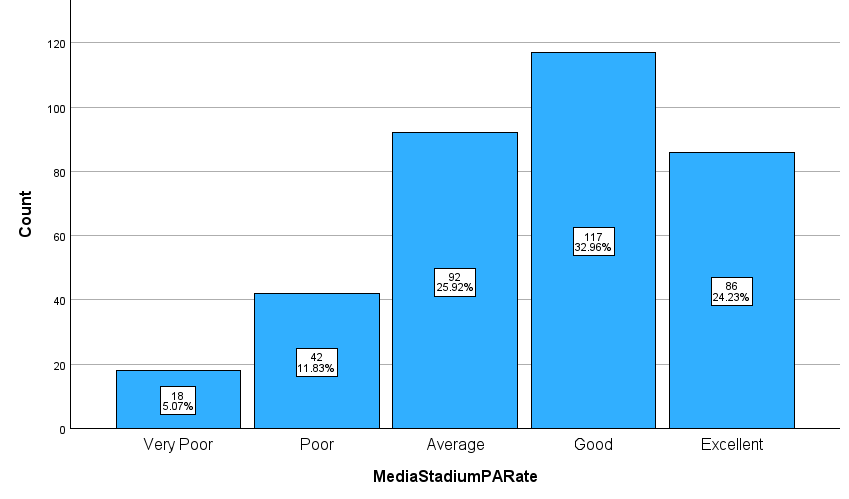 Count
120
100
80
60
40
20
0
18
5.07%
42
11.83%
92
25.92%
117
32.96%
86
24.23%
Very Poor
Poor
Average
Good
Excellent
MediaStadiumPARate